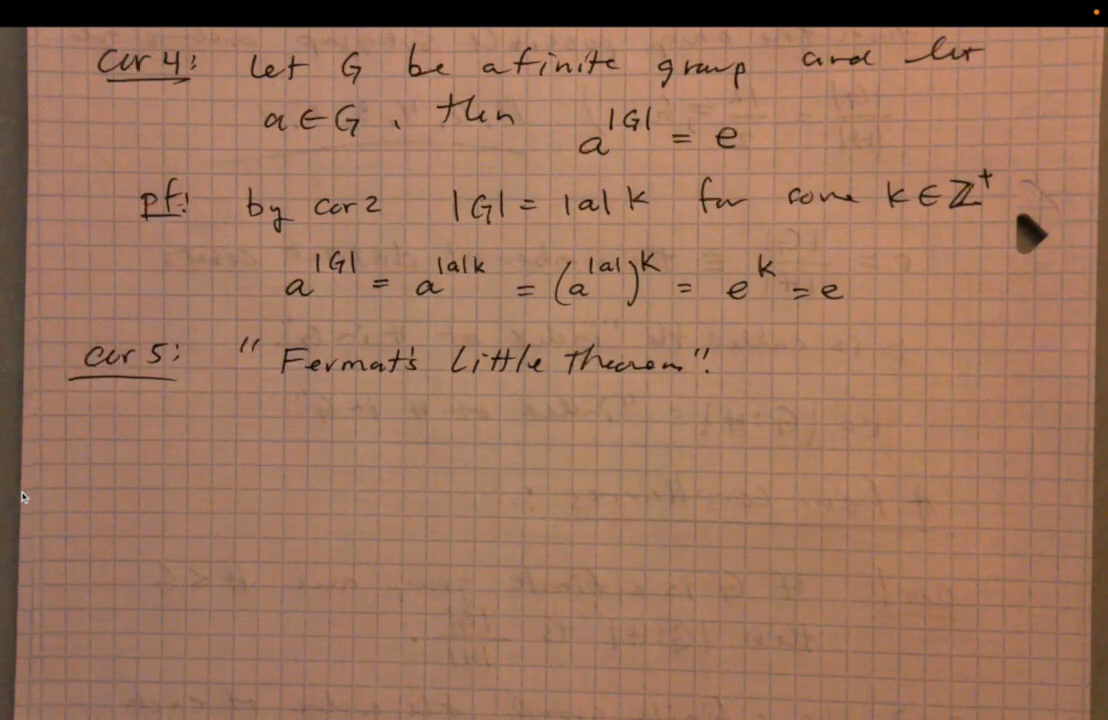 Cor 4: Let G be a finite group and let
a ∈ G, then a^|G| = e
pf: by cor 2 |G| = |a| k for some k ∈ ℤ⁺
a^|G| = a^|a|k = (a^|a|)^k = e^k = e
Cor 5: "Fermat's Little Theorem":